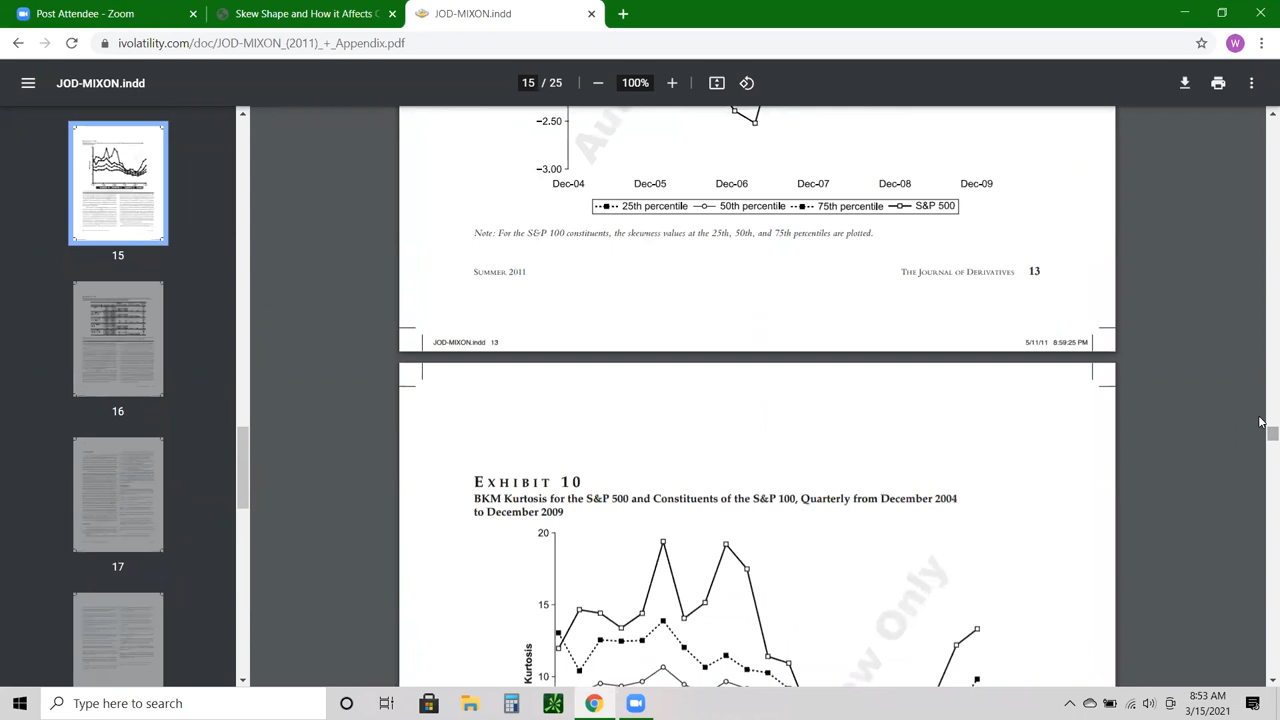 Post Attendee - Zoom
Skew Shape and How it Affects O
JOD-MIXON.indd
ivolatility.com/doc/JOD-MIXON_(2011)_+_Appendix.pdf
W
JOD-MIXON.indd
15 / 25
100%
15
16
17
-2.50
-3.00
Dec-04 Dec-05 Dec-06 Dec-07 Dec-08 Dec-09
25th percentile 50th percentile 75th percentile S&P 500
Note: For the S&P 100 constituents, the skewness values at the 25th, 50th, and 75th percentiles are plotted.
SUMMER 2011 THE JOURNAL OF DERIVATIVES 13
JOD-MIXON.indd 13 5/11/11 8:59:25 PM
EXHIBIT 10
BKM Kurtosis for the S&P 500 and Constituents of the S&P 100, Quarterly from December 2004
to December 2009
20
15
10
Kurtosis
Only
Type here to search
8:53 AM
3/15/2021